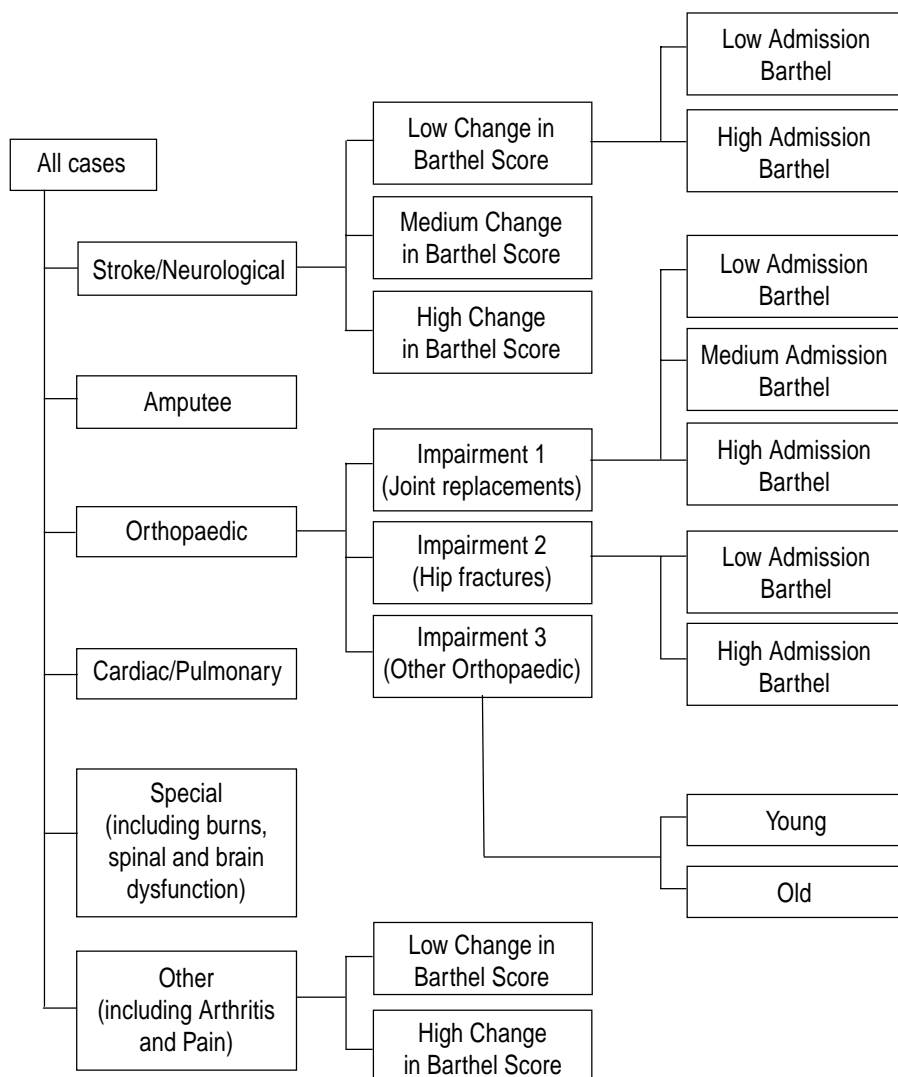 All cases
Stroke/Neurological
Low Change in
Barthel Score
Low Admission
Barthel
High Admission
Barthel
Medium Change
in Barthel Score
High Change
in Barthel Score
Amputee
Orthopaedic
Impairment 1
(Joint replacements)
Low Admission
Barthel
Medium Admission
Barthel
High Admission
Barthel
Impairment 2
(Hip fractures)
Low Admission
Barthel
High Admission
Barthel
Impairment 3
(Other Orthopaedic)
Young
Old
Cardiac/Pulmonary
Special
(including burns,
spinal and brain
dysfunction)
Other
(including Arthritis
and Pain)
Low Change in
Barthel Score
High Change
in Barthel Score